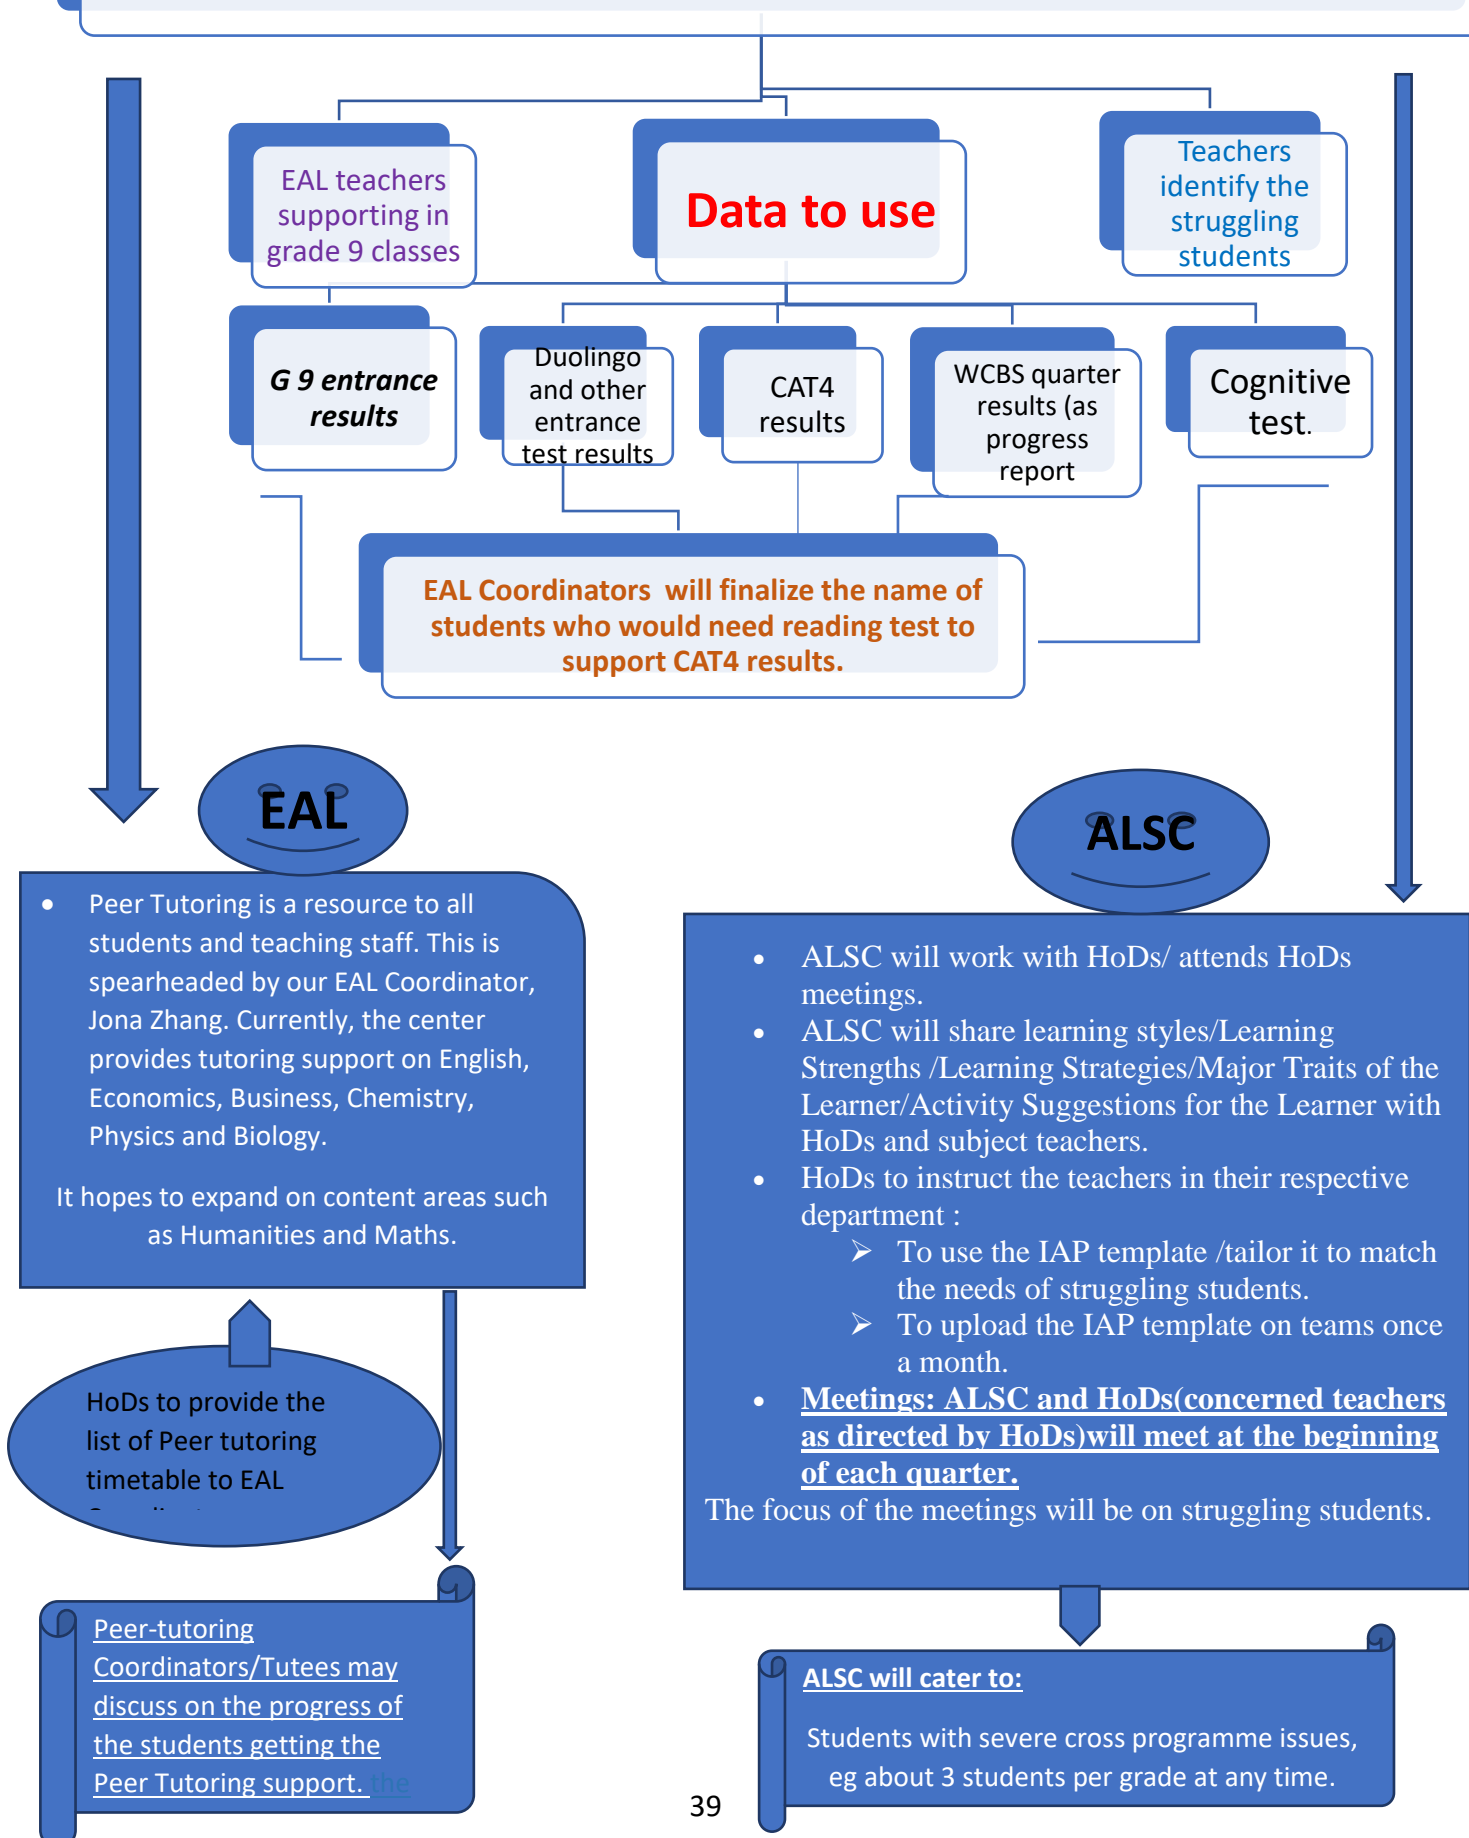 EAL teachers
supporting in
grade 9 classes
Data to use
Teachers
identify the
struggling
students
G 9 entrance
results
Duolingo
and other
entrance
test results
CAT4
results
WCBS quarter
results (as
progress
report
Cognitive
test.
EAL Coordinators  will finalize the name of
students who would need reading test to
support CAT4 results.
EAL
• Peer Tutoring is a resource to all
students and teaching staff. This is
spearheaded by our EAL Coordinator,
Jona Zhang. Currently, the center
provides tutoring support on English,
Economics, Business, Chemistry,
Physics and Biology.
It hopes to expand on content areas such
as Humanities and Maths.
HoDs to provide the
list of Peer tutoring
timetable to EAL
Peer-tutoring
Coordinators/Tutees may
discuss on the progress of
the students getting the
Peer Tutoring support. the
ALSC
• ALSC will work with HoDs/ attends HoDs
meetings.
• ALSC will share learning styles/Learning
Strengths /Learning Strategies/Major Traits of the
Learner/Activity Suggestions for the Learner with
HoDs and subject teachers.
• HoDs to instruct the teachers in their respective
department :
➢ To use the IAP template /tailor it to match
the needs of struggling students.
➢ To upload the IAP template on teams once
a month.
• Meetings: ALSC and HoDs(concerned teachers
as directed by HoDs)will meet at the beginning
of each quarter.
The focus of the meetings will be on struggling students.
ALSC will cater to:
Students with severe cross programme issues,
eg about 3 students per grade at any time.
39